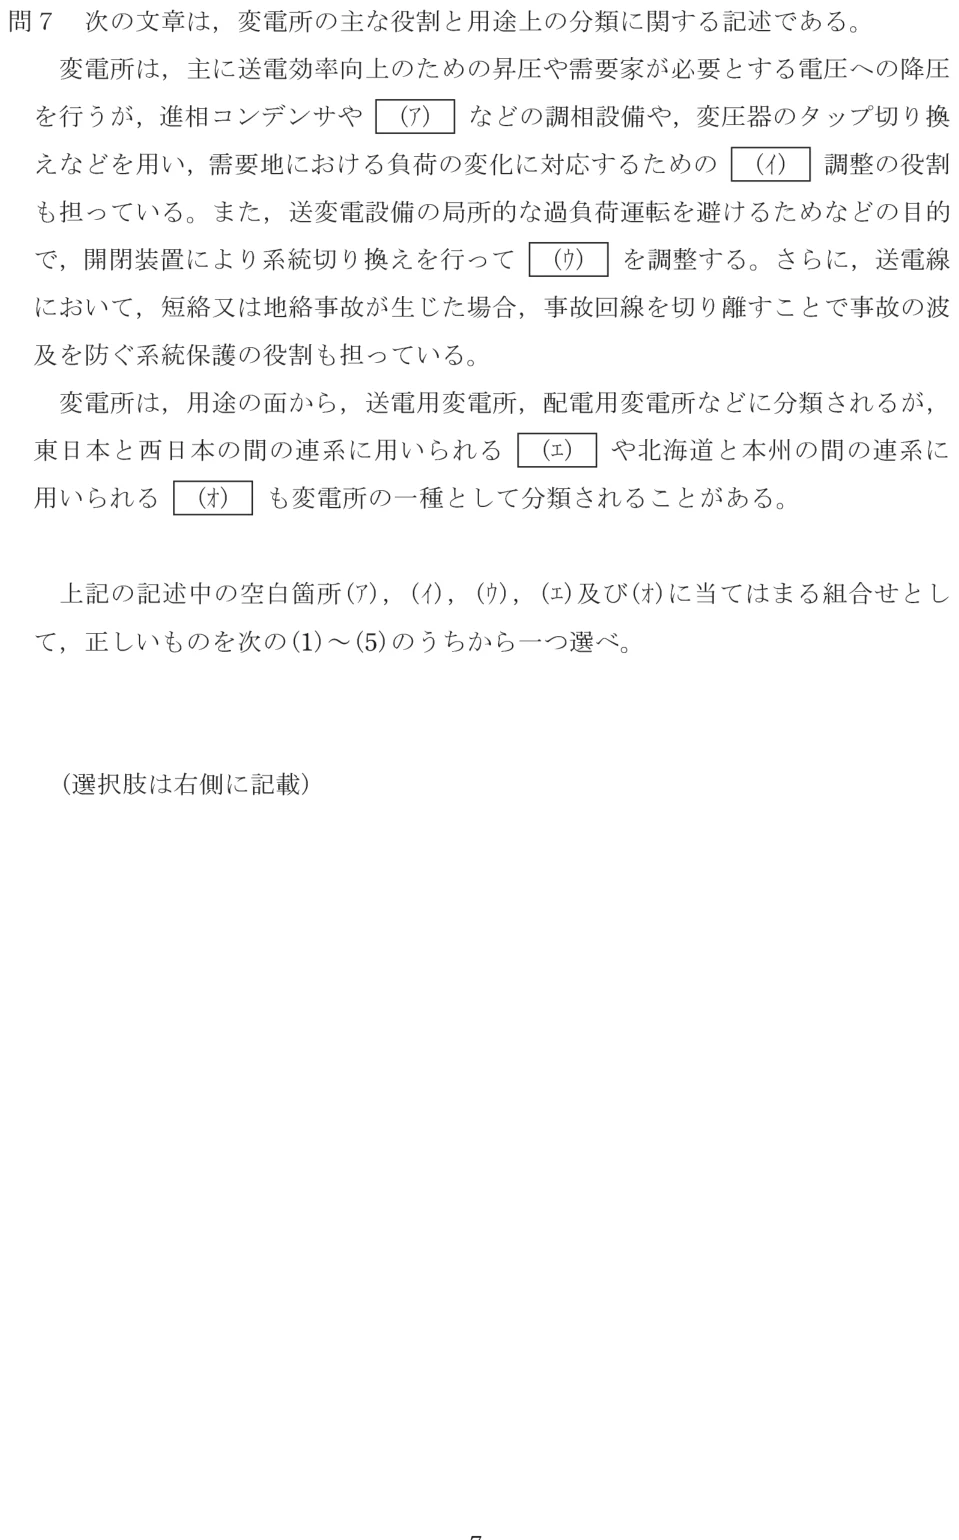 問７　次の文章は，変電所の主な役割と用途上の分類に関する記述である。
変電所は，主に送電効率向上のための昇圧や需要家が必要とする電圧への降圧
を行うが，進相コンデンサや (ｱ) などの調相設備や，変圧器のタップ切り換
えなどを用い，需要地における負荷の変化に対応するための (ｲ) 調整の役割
も担っている。また，送変電設備の局所的な過負荷運転を避けるためなどの目的
で，開閉装置により系統切り換えを行って (ｳ) を調整する。さらに，送電線
において，短絡又は地絡事故が生じた場合，事故回線を切り離すことで事故の波
及を防ぐ系統保護の役割も担っている。
変電所は，用途の面から，送電用変電所，配電用変電所などに分類されるが，
東日本と西日本の間の連系に用いられる (ｴ) や北海道と本州の間の連系に
用いられる (ｵ) も変電所の一種として分類されることがある。
上記の記述中の空白箇所(ｱ)，(ｲ)，(ｳ)，(ｴ)及び(ｵ)に当てはまる組合せとし
て，正しいものを次の(1)～(5)のうちから一つ選べ。
（選択肢は右側に記載）